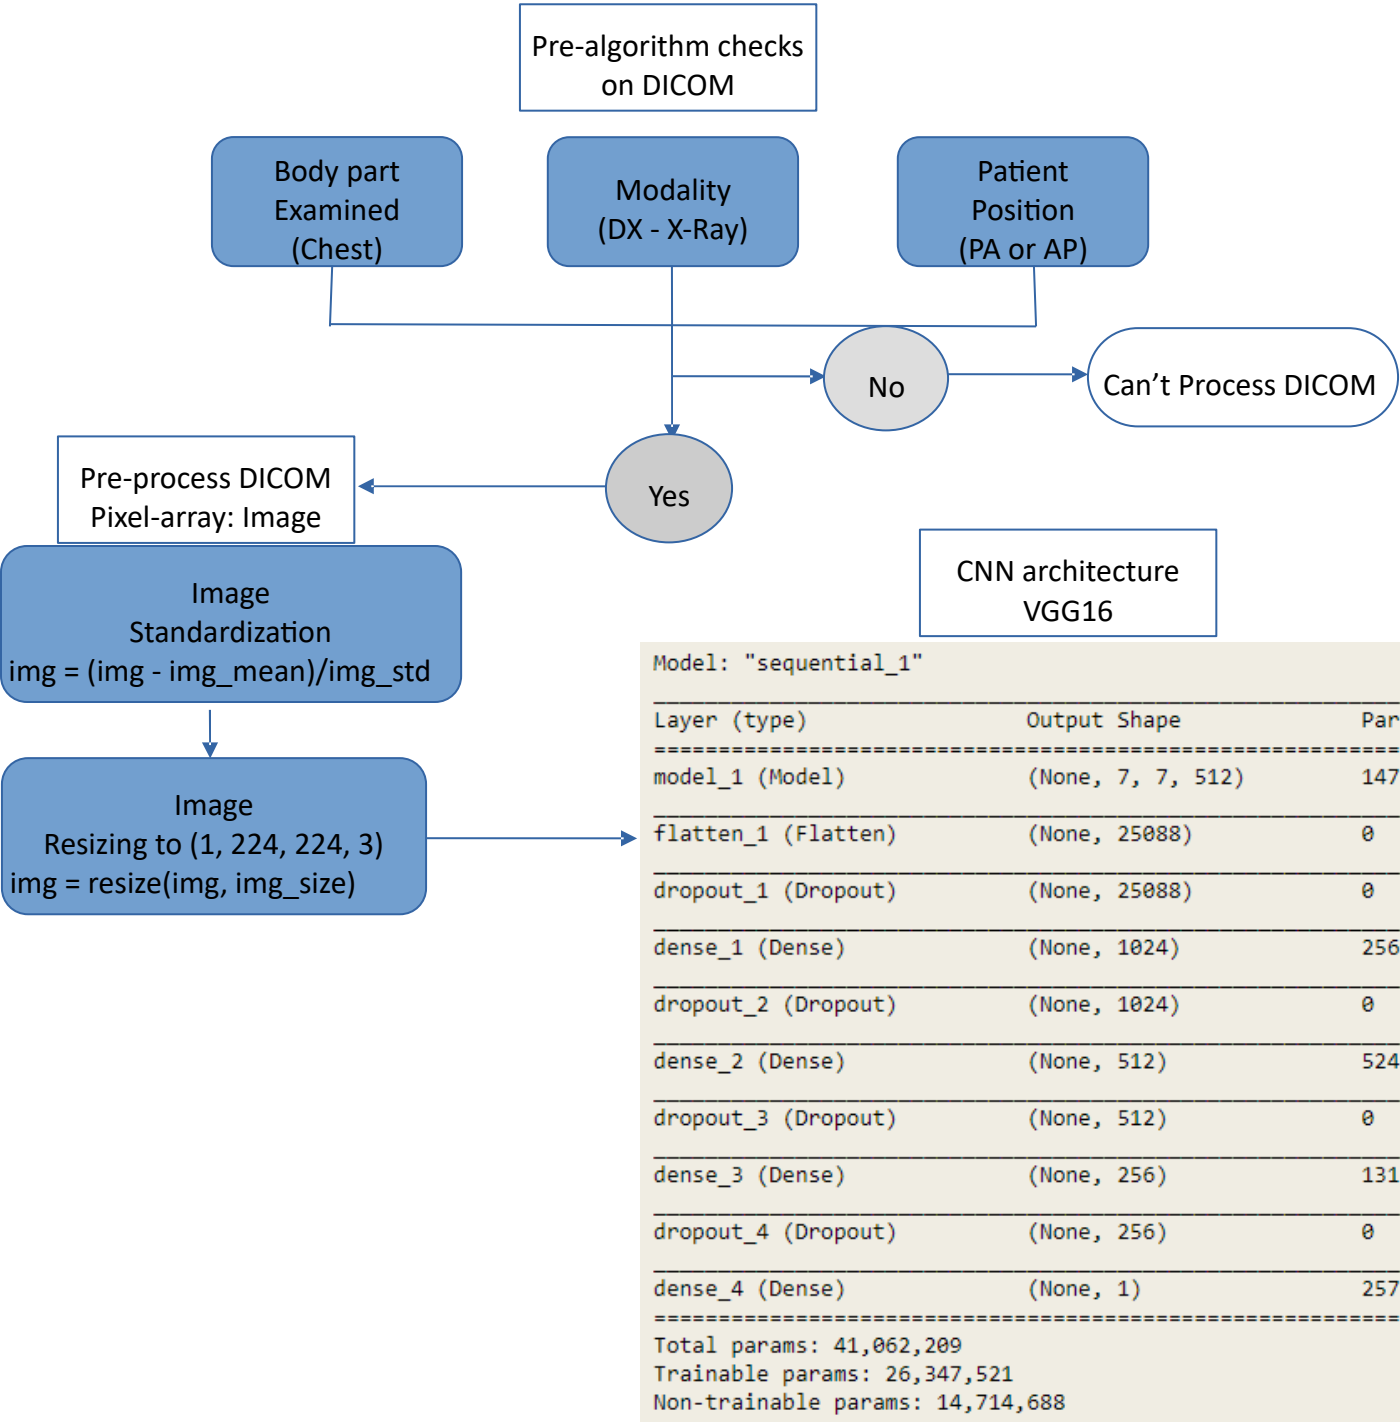 Pre-algorithm checks
on DICOM
Body part
Examined
(Chest)
Modality
(DX - X-Ray)
Patient
Position
(PA or AP)
No
Can’t Process DICOM
Yes
Pre-process DICOM
Pixel-array: Image
Image
Standardization
img = (img - img_mean)/img_std
Image
Resizing to (1, 224, 224, 3)
img = resize(img, img_size)
CNN architecture
VGG16
Model: "sequential_1"
Layer (type) Output Shape Par
model_1 (Model) (None, 7, 7, 512) 147
flatten_1 (Flatten) (None, 25088) 0
dropout_1 (Dropout) (None, 25088) 0
dense_1 (Dense) (None, 1024) 256
dropout_2 (Dropout) (None, 1024) 0
dense_2 (Dense) (None, 512) 524
dropout_3 (Dropout) (None, 512) 0
dense_3 (Dense) (None, 256) 131
dropout_4 (Dropout) (None, 256) 0
dense_4 (Dense) (None, 1) 257
Total params: 41,062,209
Trainable params: 26,347,521
Non-trainable params: 14,714,688